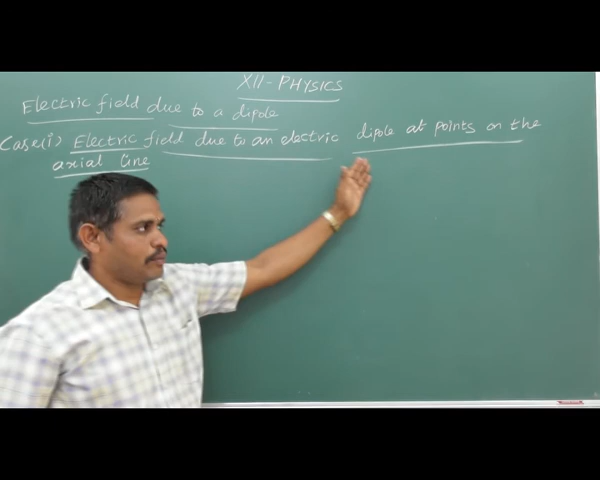 XII-PHYSICS
Electric field due to a dipole
Case(i) Electric field due to an electric dipole at points on the
axial line